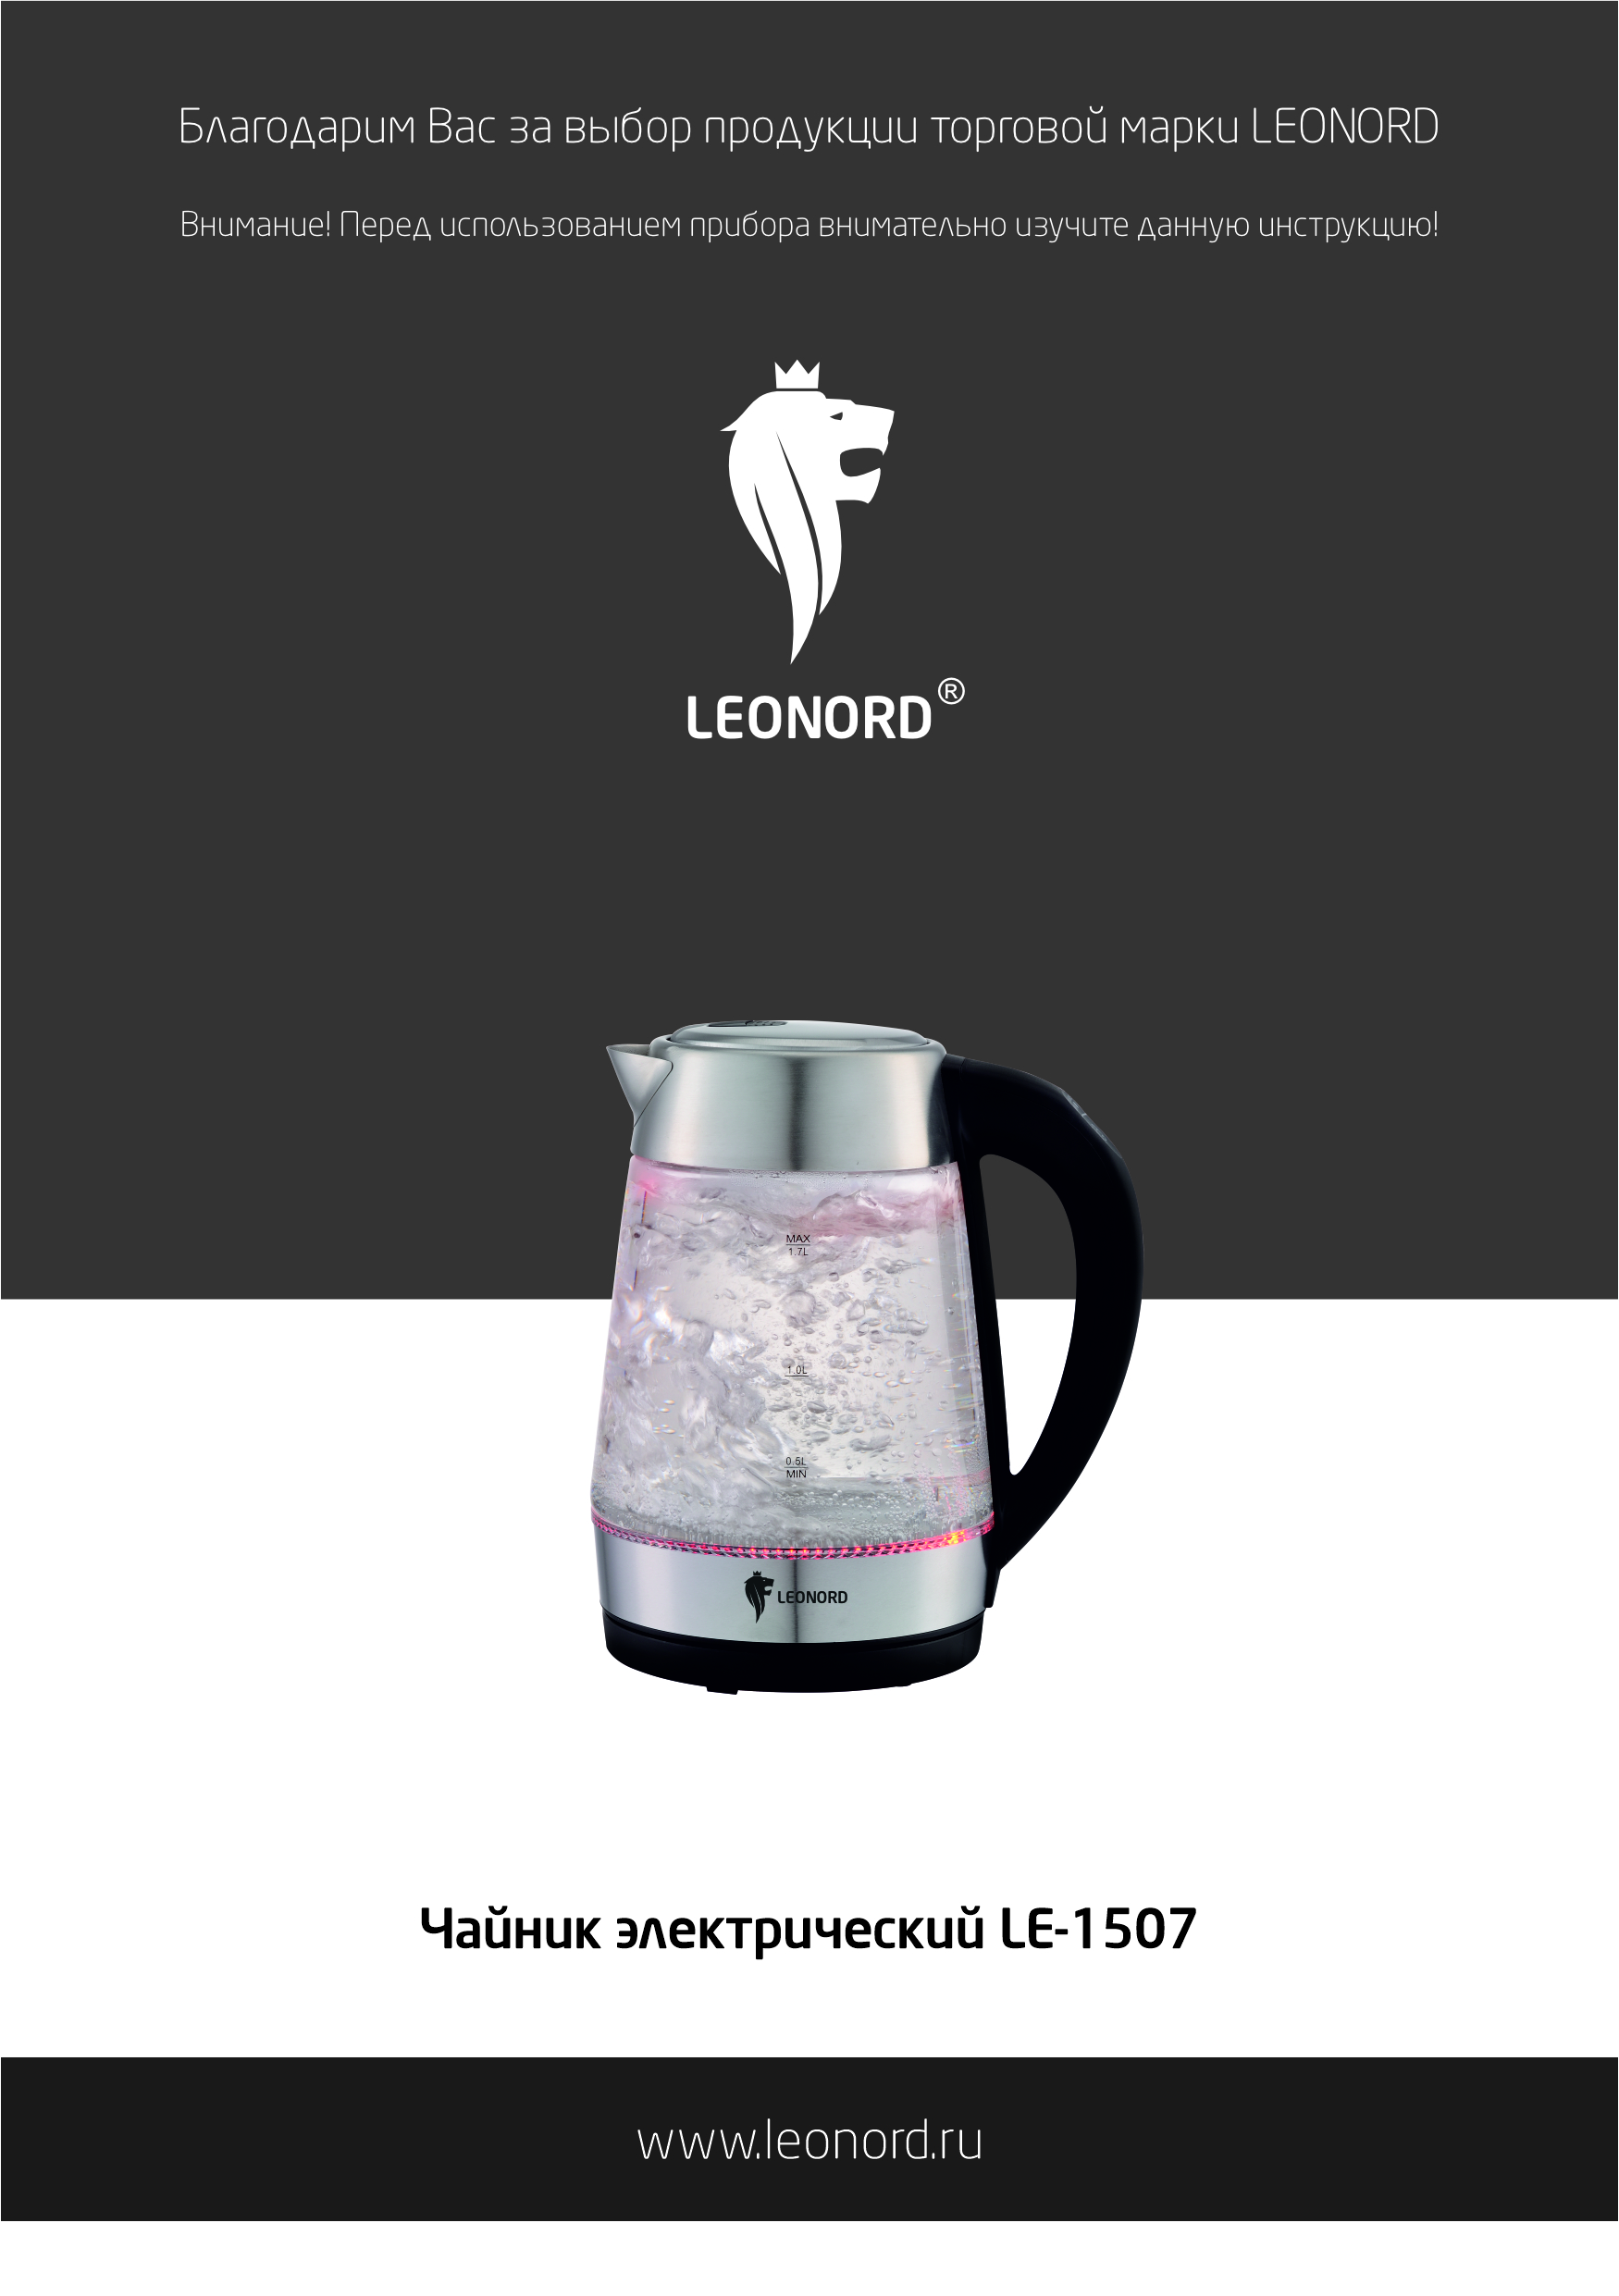 Благодарим Вас за выбор продукции торговой марки LEONORD
Внимание! Перед использованием прибора внимательно изучите данную инструкцию!
LEONORD®
MAX
1.7L
1.0L
0.5L
MIN
LEONORD
Чайник электрический LE-1507
www.leonord.ru